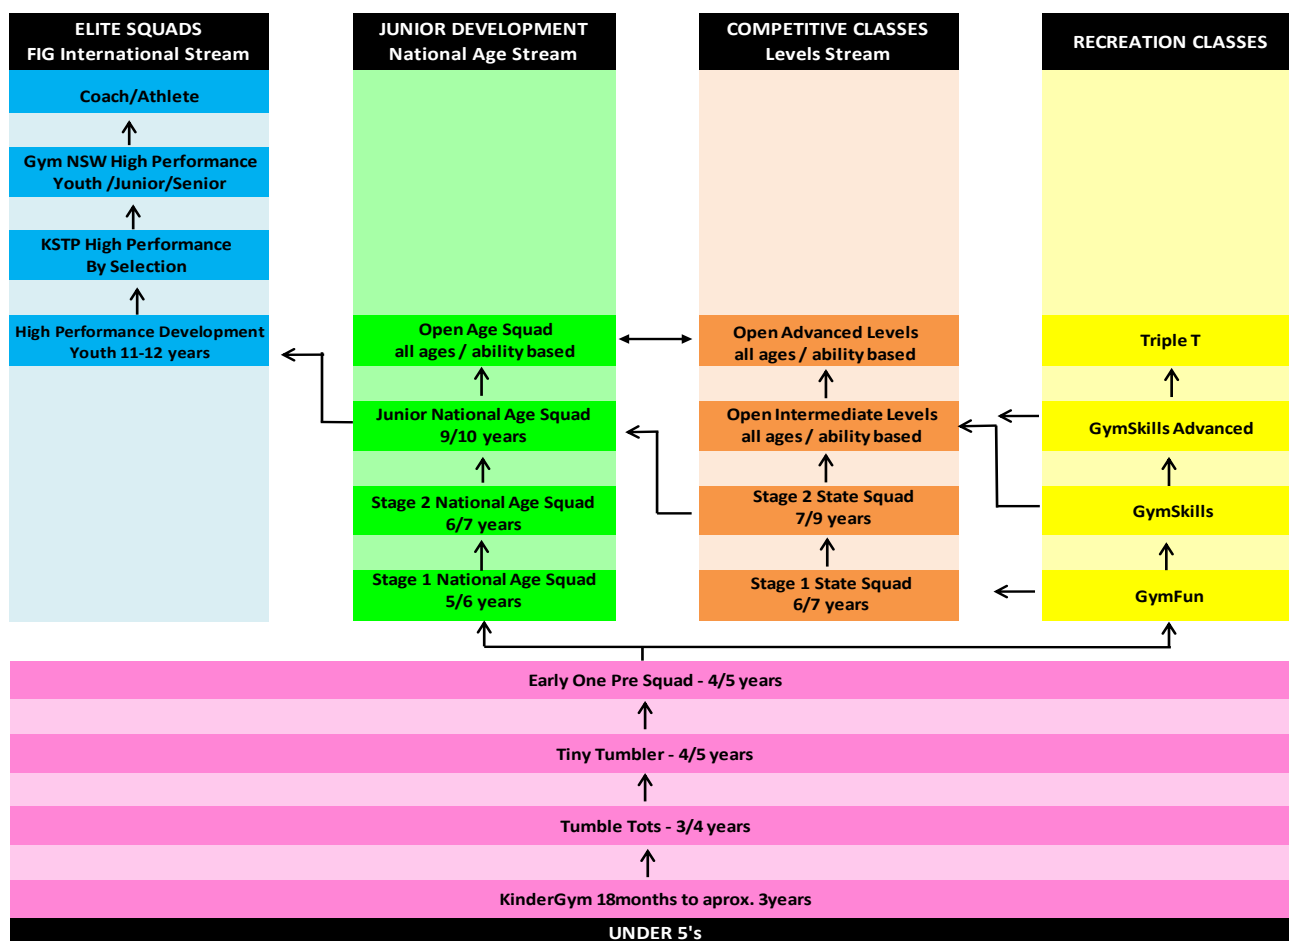 ELITE SQUADS
FIG International Stream
Coach/Athlete
Gym NSW High Performance
Youth /Junior/Senior
KSTP High Performance
By Selection
High Performance Development
Youth 11-12 years
JUNIOR DEVELOPMENT
National Age Stream
Open Age Squad
all ages / ability based
Junior National Age Squad
9/10 years
Stage 2 National Age Squad
6/7 years
Stage 1 National Age Squad
5/6 years
COMPETITIVE CLASSES
Levels Stream
Open Advanced Levels
all ages / ability based
Open Intermediate Levels
all ages / ability based
Stage 2 State Squad
7/9 years
Stage 1 State Squad
6/7 years
RECREATION CLASSES
Triple T
GymSkills Advanced
GymSkills
GymFun
Early One Pre Squad - 4/5 years
Tiny Tumbler - 4/5 years
Tumble Tots - 3/4 years
KinderGym 18months to aprox. 3years
UNDER 5's